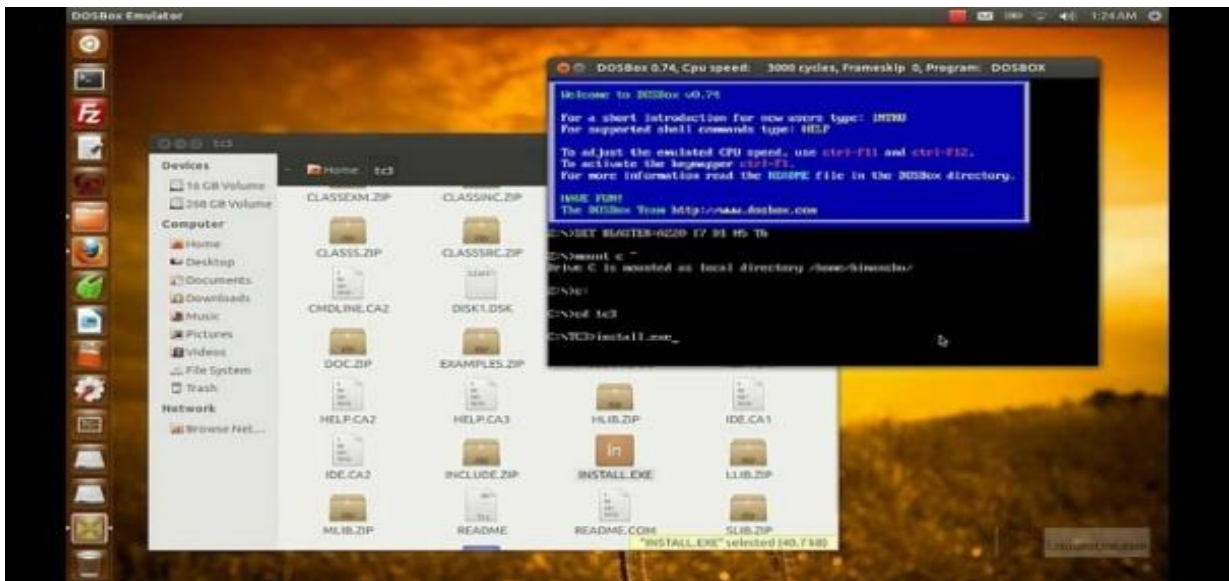 DOSBox Emulator
1:24 AM
DOSBox 0.74, Cpu speed: 3000 cycles, Frameskip 0, Program: DOSBOX
Welcome to DOSBox v0.74
For a short introduction for new users type: INTRO
For supported shell commands type: HELP
To adjust the emulated CPU speed, use ctrl-F11 and ctrl-F12.
To activate the keymapper ctrl-F1.
For more information read the README file in the DOSBox directory.
HAVE FUN!
The DOSBox Team http://www.dosbox.com
Z:\>SET BLASTER=A220 I7 D1 H5 T6
Z:\>mount c ~
Drive C is mounted as local directory
Z:\>c:
C:\>cd tc3
C:\TC3>install.exe_
tc3
Devices
16 GB Volume
268 GB Volume
Computer
Home
Desktop
Documents
Downloads
Music
Pictures
Videos
File System
Trash
Network
Browse Net...
Home tc3
CLASSEXM.ZIP CLASSINC.ZIP
CLASSS.ZIP CLASSSRC.ZIP
CMDLINE.CA2 DISK1.DSK
DOC.ZIP EXAMPLES.ZIP
HELP.CA2 HELP.CA3 HLIB.ZIP IDE.CA1
IDE.CA2 INCLUDE.ZIP INSTALL.EXE LLIB.ZIP
MLIB.ZIP README README.COM SLIB.ZIP
"INSTALL.EXE" selected (40.7 kB)